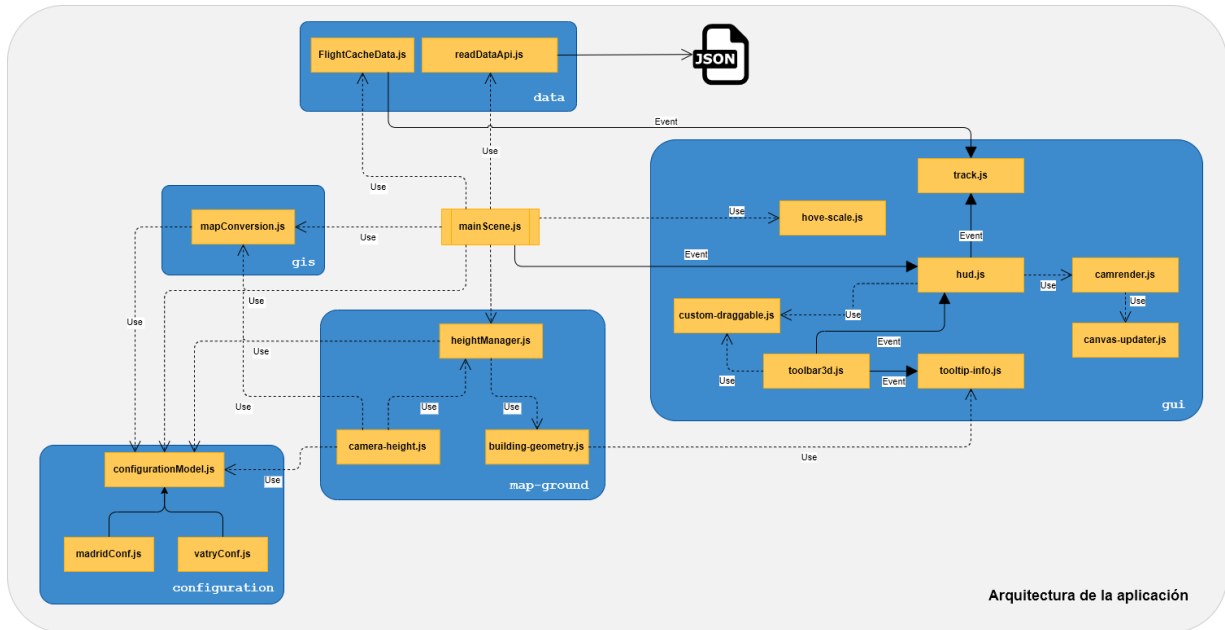 FlightCacheData.js
readDataApi.js
JSON
data
Event
Use
Use
track.js
mapConversion.js
gis
Use
mainScene.js
Use
hove-scale.js
Event
Event
hud.js
Use
camrender.js
Use
canvas-updater.js
custom-draggable.js
Use
Event
toolbar3d.js
Use
Event
tooltip-info.js
gui
Use
Use
Use
heightManager.js
Use
Use
Use
camera-height.js
building-geometry.js
Use
map-ground
configurationModel.js
Use
madridConf.js
vatryConf.js
configuration
Arquitectura de la aplicación